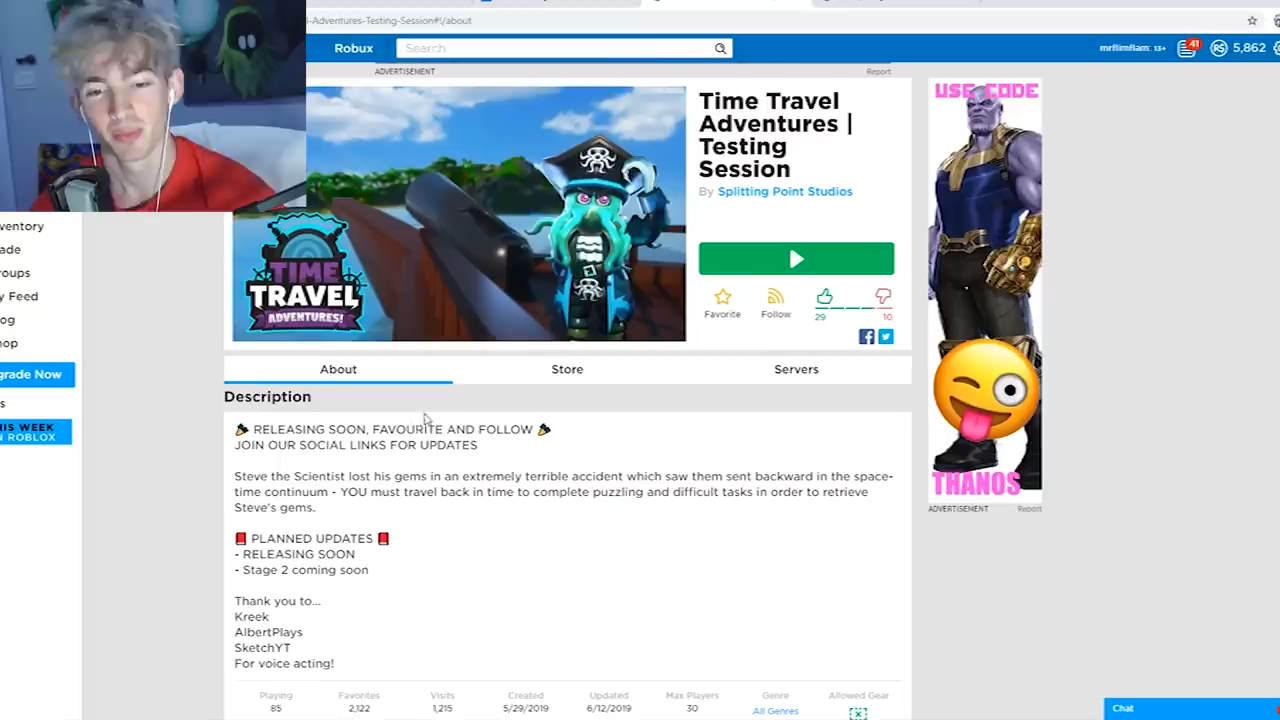 l-Adventures-Testing-Session#!/about
Robux
Search
mrflimflam: 13+
41
5,862
ADVERTISEMENT
Report
Time Travel
Adventures |
Testing
Session
By Splitting Point Studios
TIME
TRAVEL
ADVENTURES!
Favorite
Follow
29
10
USE CODE
THANOS
ADVERTISEMENT
Report
ventory
ade
roups
y Feed
og
hop
grade Now
s
HIS WEEK
N ROBLOX
About
Store
Servers
Description
RELEASING SOON, FAVOURITE AND FOLLOW
JOIN OUR SOCIAL LINKS FOR UPDATES
Steve the Scientist lost his gems in an extremely terrible accident which saw them sent backward in the space-
time continuum - YOU must travel back in time to complete puzzling and difficult tasks in order to retrieve
Steve's gems.
PLANNED UPDATES
- RELEASING SOON
- Stage 2 coming soon
Thank you to...
Kreek
AlbertPlays
SketchYT
For voice acting!
Playing
Favorites
Visits
Created
Updated
Max Players
Genre
Allowed Gear
85
2,122
1,215
5/29/2019
6/12/2019
30
All Genres
Chat